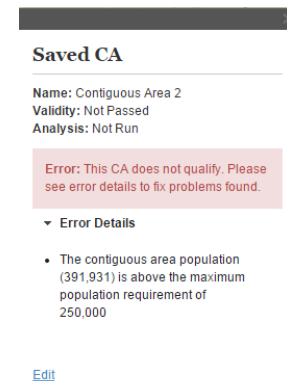 Saved CA
Name: Contiguous Area 2
Validity: Not Passed
Analysis: Not Run
Error: This CA does not qualify. Please
see error details to fix problems found.
Error Details
• The contiguous area population
(391,931) is above the maximum
population requirement of
250,000
Edit